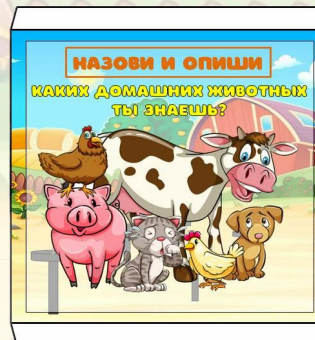 НАЗОВИ И ОПИШИ
КАКИХ ДОМАШНИХ ЖИВОТНЫХ
ТЫ ЗНАЕШЬ?